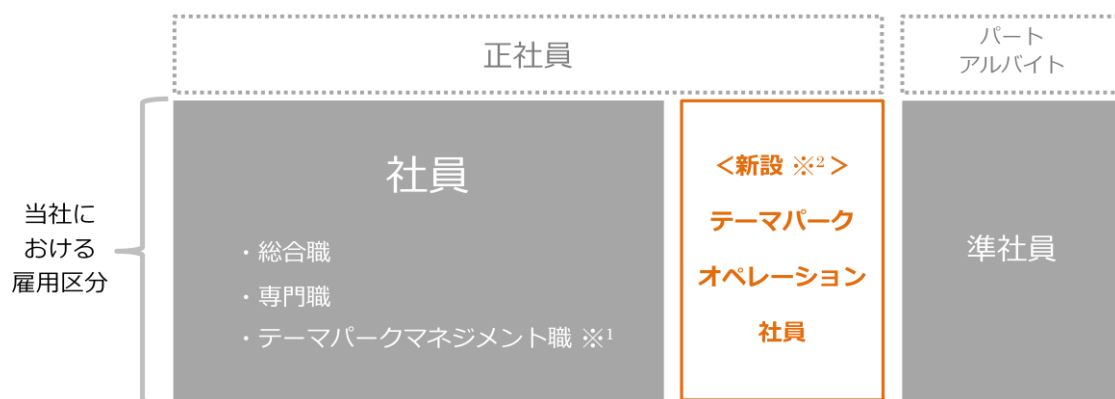 正社員
パート
アルバイト
当社に
おける
雇用区分
社員
・総合職
・専門職
・テーマパークマネジメント職 ※1
＜新設 ※2＞
テーマパーク
オペレーション
社員
準社員